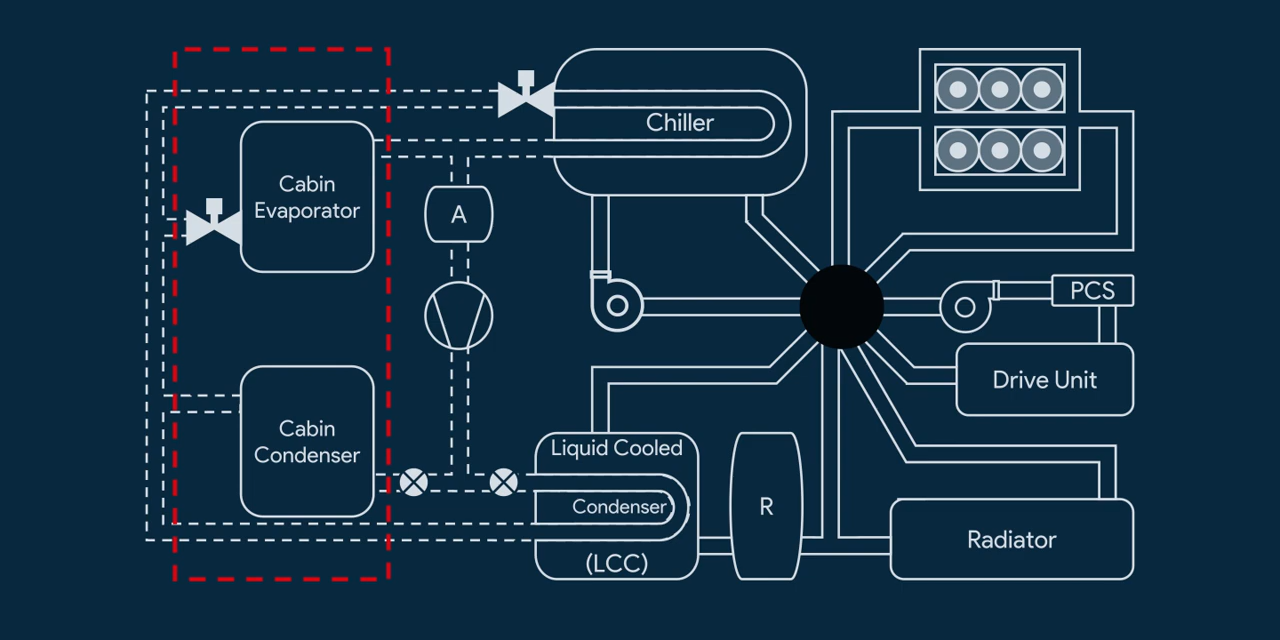 Chiller
Cabin
Evaporator
A
PCS
Drive Unit
Cabin
Condenser
Liquid Cooled
Condenser
(LCC)
R
Radiator